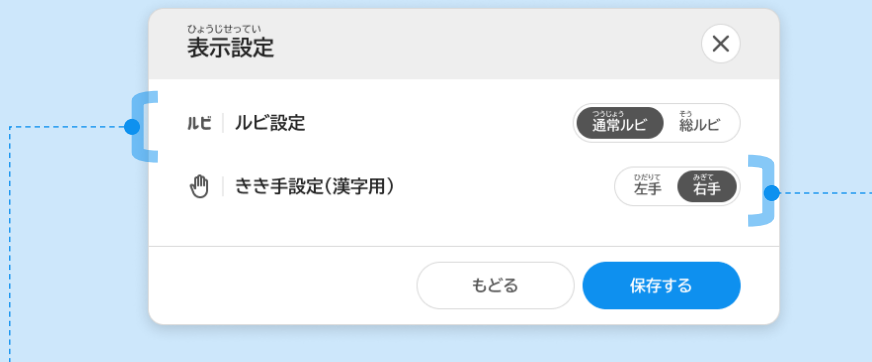 ひょうじせってい
表示設定
ルビ ルビ設定
つうじょう そう
通常ルビ 総ルビ
きき手設定(漢字用)
ひだりて みぎて
左手 右手
もどる 保存する